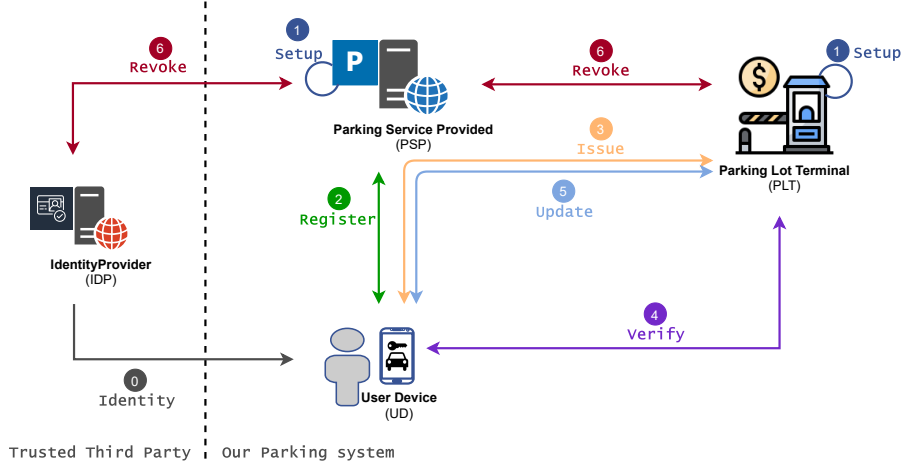 1
Setup
6
Revoke
P
6
Revoke
1
Setup
$
Parking Service Provided
(PSP)
3
Issue
Parking Lot Terminal
(PLT)
2
Register
5
Update
IdentityProvider
(IDP)
4
Verify
0
Identity
User Device
(UD)
Trusted Third Party
Our Parking system